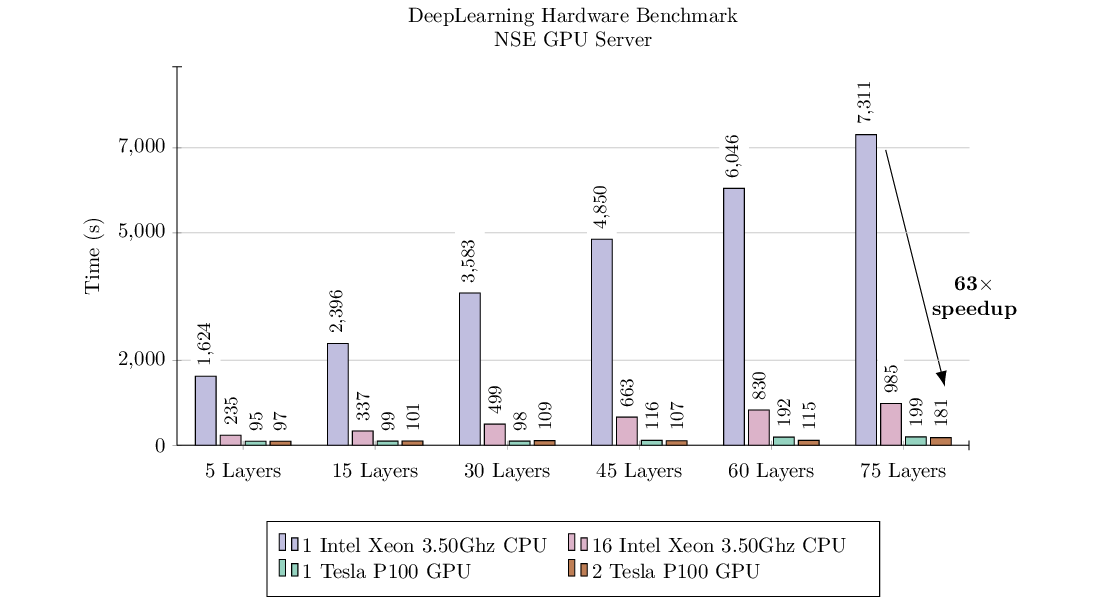 DeepLearning Hardware Benchmark
NSE GPU Server
Time (s)
7,000
5,000
2,000
0
1,624
235
95
97
2,396
337
99
101
3,583
499
98
109
4,850
663
116
107
6,046
830
192
115
7,311
985
199
181
63×
speedup
5 Layers
15 Layers
30 Layers
45 Layers
60 Layers
75 Layers
1 Intel Xeon 3.50Ghz CPU
16 Intel Xeon 3.50Ghz CPU
1 Tesla P100 GPU
2 Tesla P100 GPU